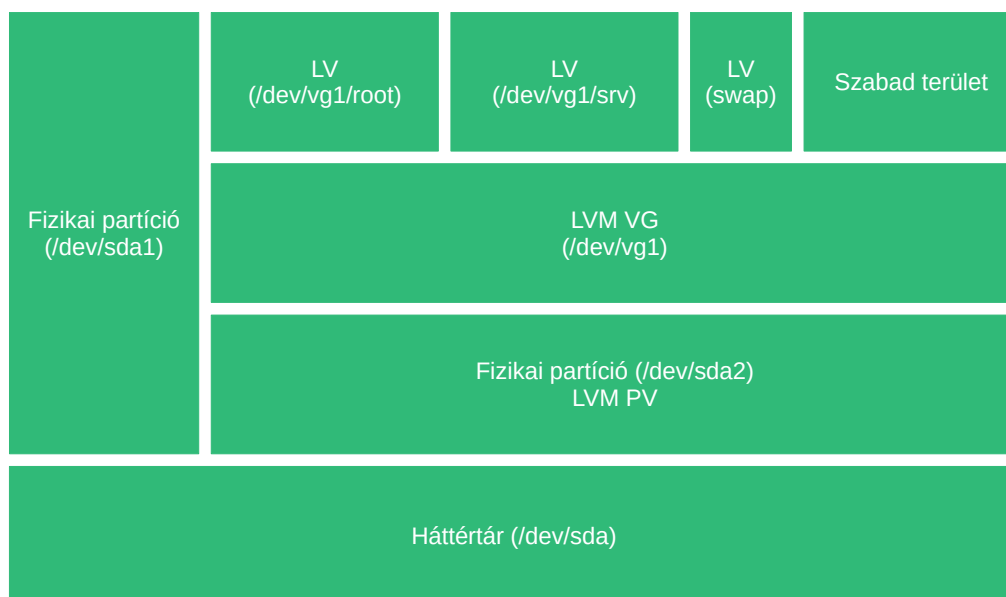 LV
(/dev/vg1/root)
LV
(/dev/vg1/srv)
LV
(swap)
Szabad terület
Fizikai partíció
(/dev/sda1)
LVM VG
(/dev/vg1)
Fizikai partíció (/dev/sda2)
LVM PV
Háttértár (/dev/sda)